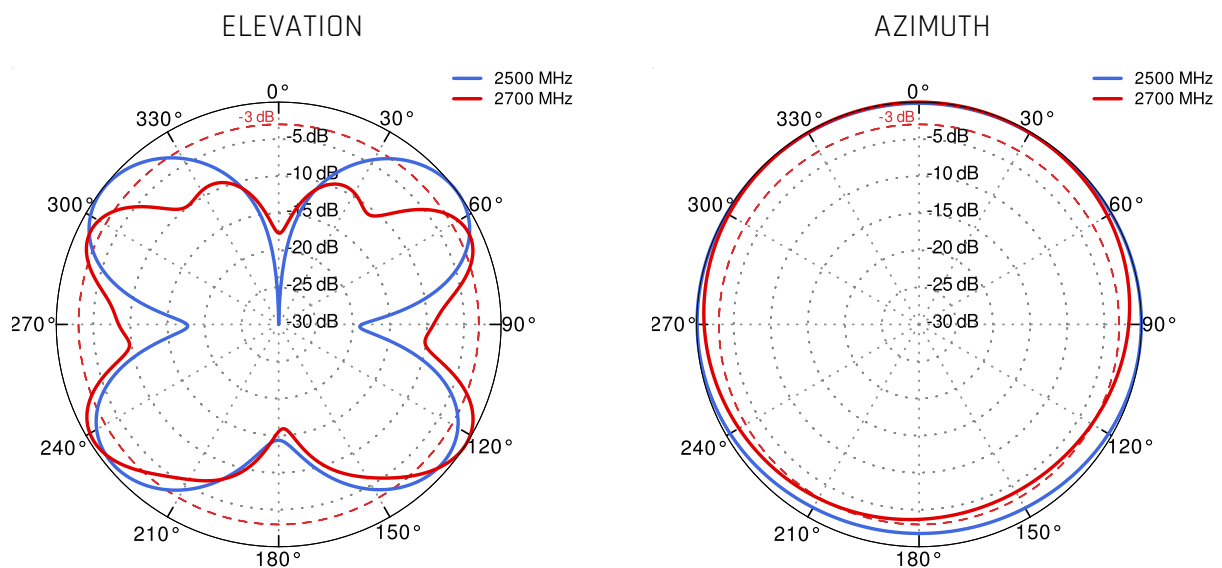 ELEVATION
2500 MHz
2700 MHz
0°
-3 dB
330°
30°
-5 dB
-10 dB
300°
-15 dB
60°
-20 dB
-25 dB
270°
-30 dB
90°
240°
120°
210°
150°
180°
AZIMUTH
2500 MHz
2700 MHz
0°
-3 dB
330°
30°
-5 dB
-10 dB
300°
-15 dB
60°
-20 dB
-25 dB
270°
-30 dB
90°
240°
120°
210°
150°
180°